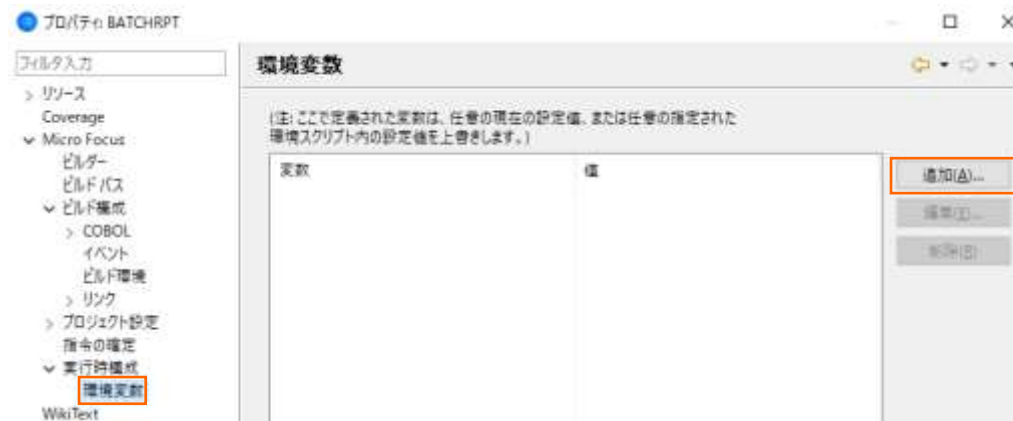 プロパティ: BATCHRPT
フィルタ入力
環境変数
リソース
Coverage
Micro Focus
ビルダー
ビルド パス
ビルド構成
COBOL
イベント
ビルド環境
リンク
プロジェクト設定
指令の確定
実行時構成
環境変数
WikiText
(注: ここで定義された変数は、任意の現在の設定値、または任意の指定された
環境スクリプト内の設定値を上書きします。)
変数
値
追加(A)...
編集(E)...
削除(R)